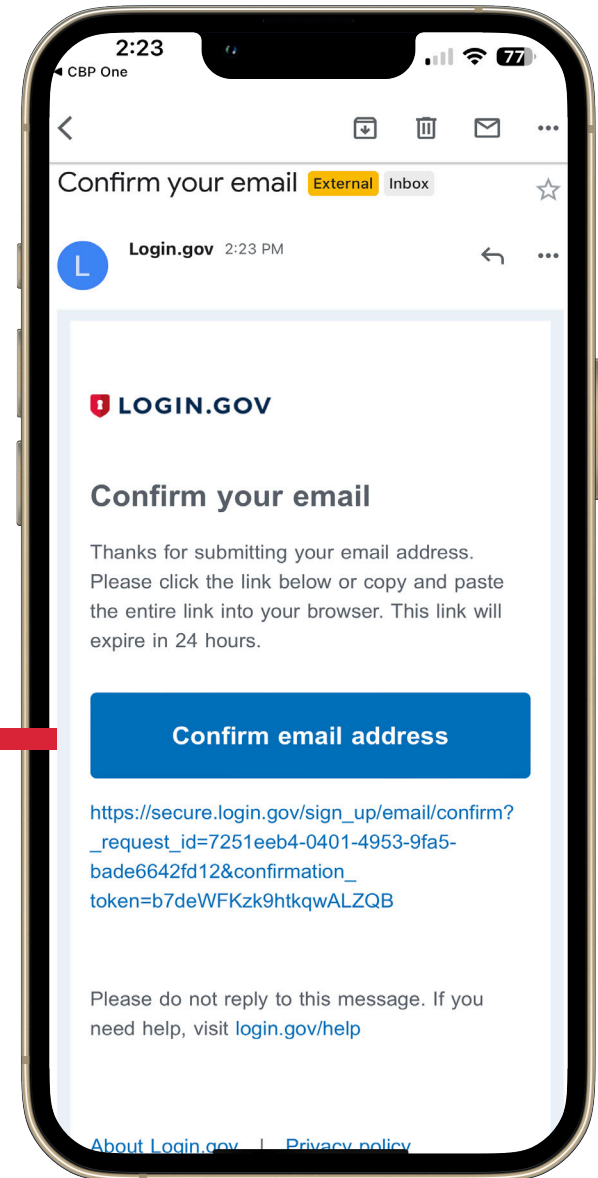 2:23
77
CBP One
Confirm your email External Inbox
L
Login.gov 2:23 PM
LOGIN.GOV
Confirm your email
Thanks for submitting your email address.
Please click the link below or copy and paste
the entire link into your browser. This link will
expire in 24 hours.
Confirm email address
https://secure.login.gov/sign_up/email/confirm?
_request_id=7251eeb4-0401-4953-9fa5-
bade6642fd12&confirmation_
token=b7deWFKzk9htkqwALZQB
Please do not reply to this message. If you
need help, visit login.gov/help
About Login.gov | Privacy policy